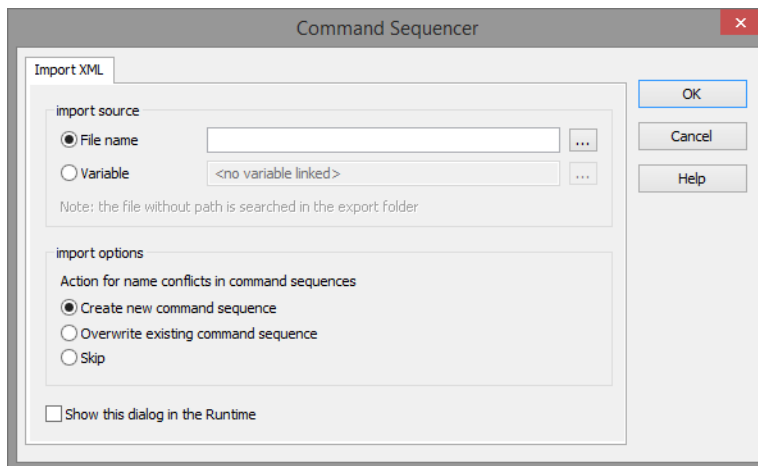 Command Sequencer
Import XML
import source
File name
...
Variable
<no variable linked>
...
Note: the file without path is searched in the export folder
import options
Action for name conflicts in command sequences
Create new command sequence
Overwrite existing command sequence
Skip
Show this dialog in the Runtime
OK
Cancel
Help